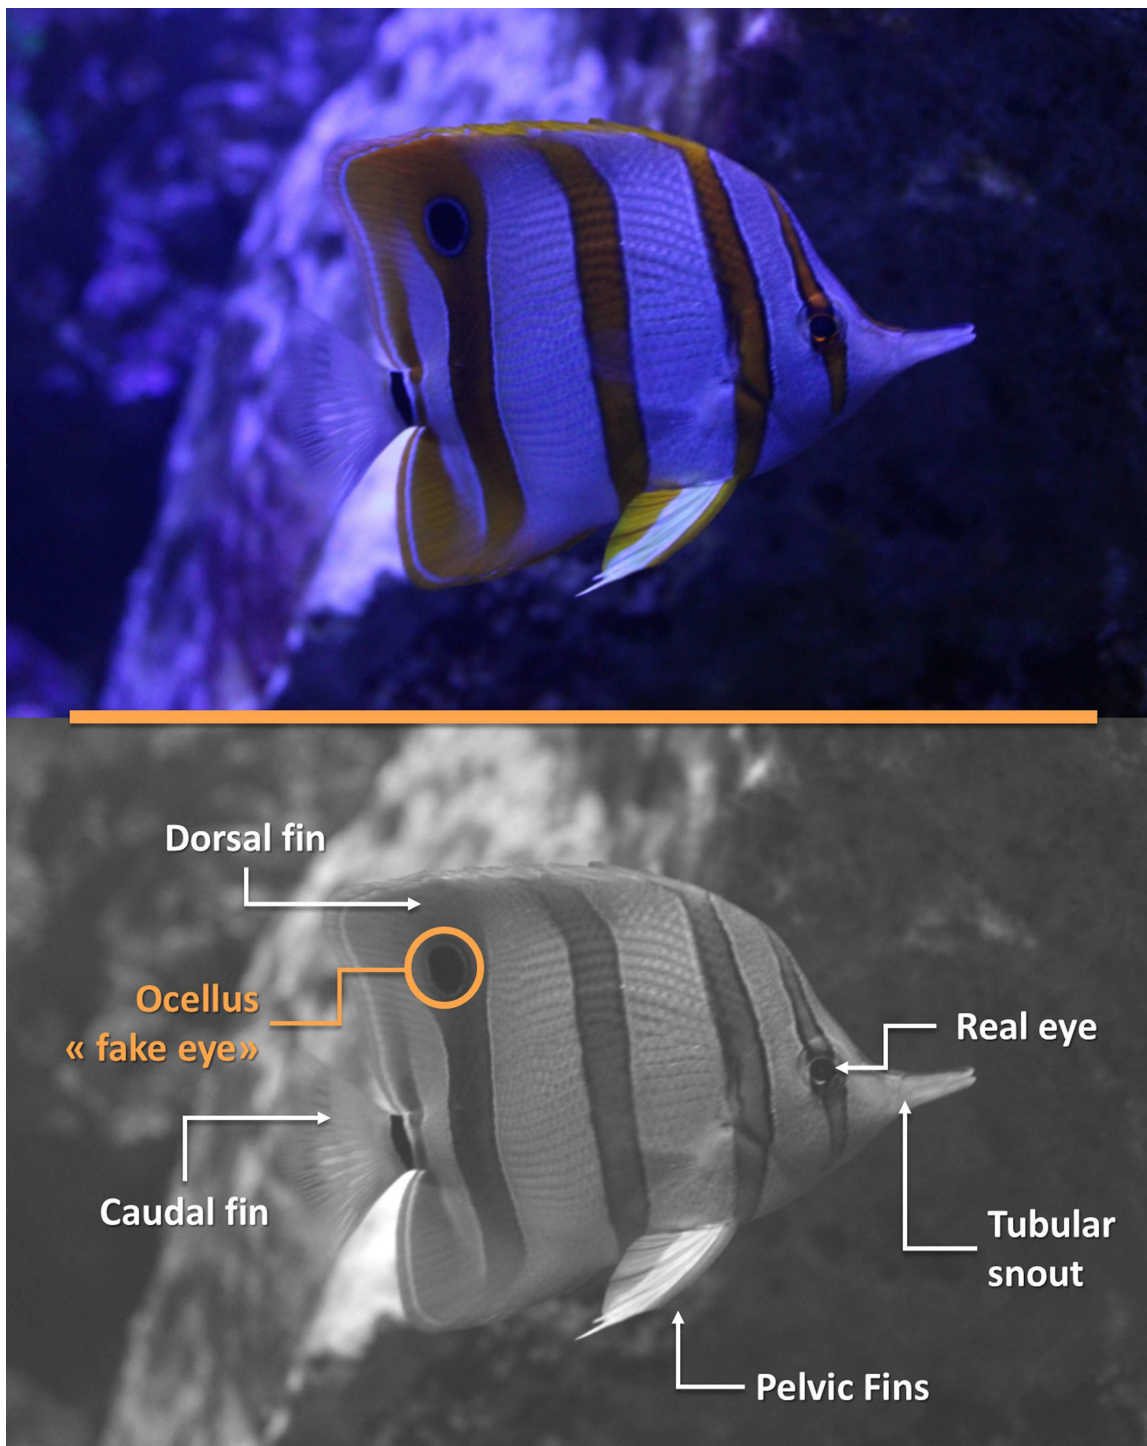 Dorsal fin
Ocellus
« fake eye»
Real eye
Caudal fin
Tubular
snout
Pelvic Fins